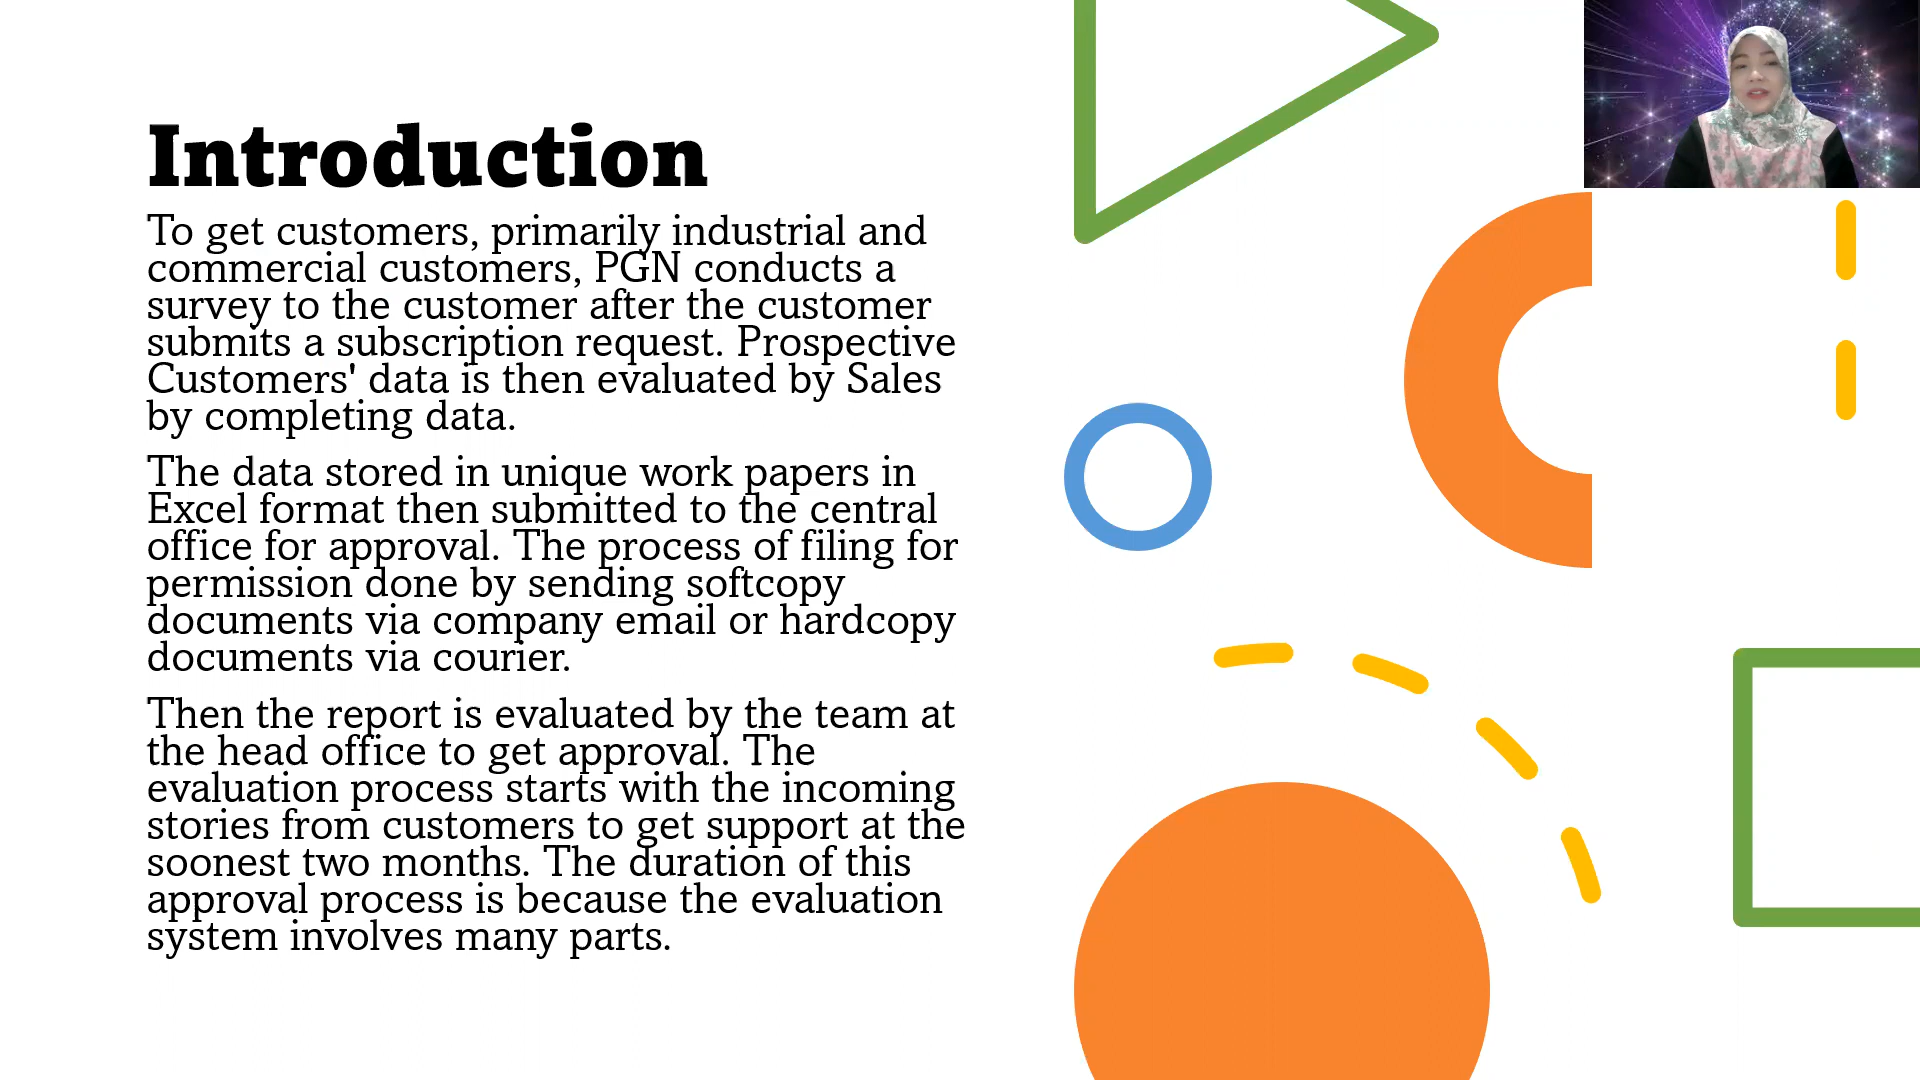 Introduction
To get customers, primarily industrial and
commercial customers, PGN conducts a
survey to the customer after the customer
submits a subscription request. Prospective
Customers' data is then evaluated by Sales
by completing data.
The data stored in unique work papers in
Excel format then submitted to the central
office for approval. The process of filing for
permission done by sending softcopy
documents via company email or hardcopy
documents via courier.
Then the report is evaluated by the team at
the head office to get approval. The
evaluation process starts with the incoming
stories from customers to get support at the
soonest two months. The duration of this
approval process is because the evaluation
system involves many parts.